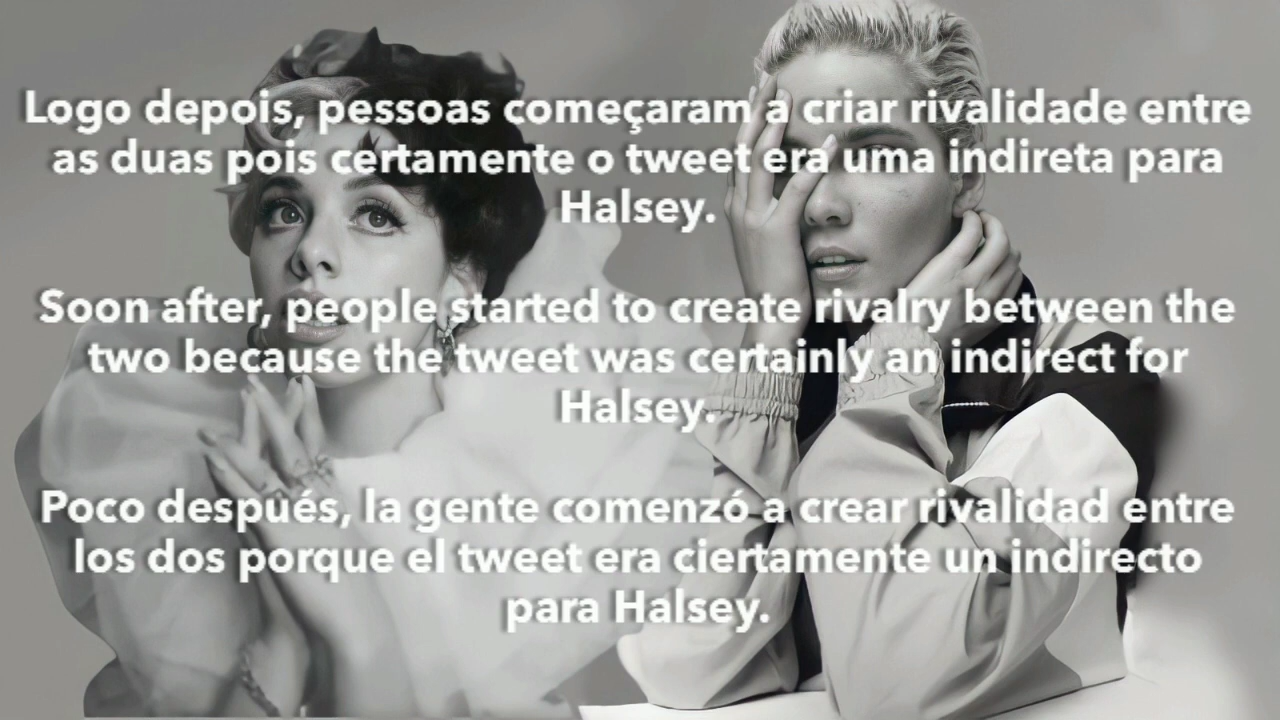 Logo depois, pessoas começaram a criar rivalidade entre
as duas pois certamente o tweet era uma indireta para
Halsey.
Soon after, people started to create rivalry between the
two because the tweet was certainly an indirect for
Halsey.
Poco después, la gente comenzó a crear rivalidad entre
los dos porque el tweet era ciertamente un indirecto
para Halsey.